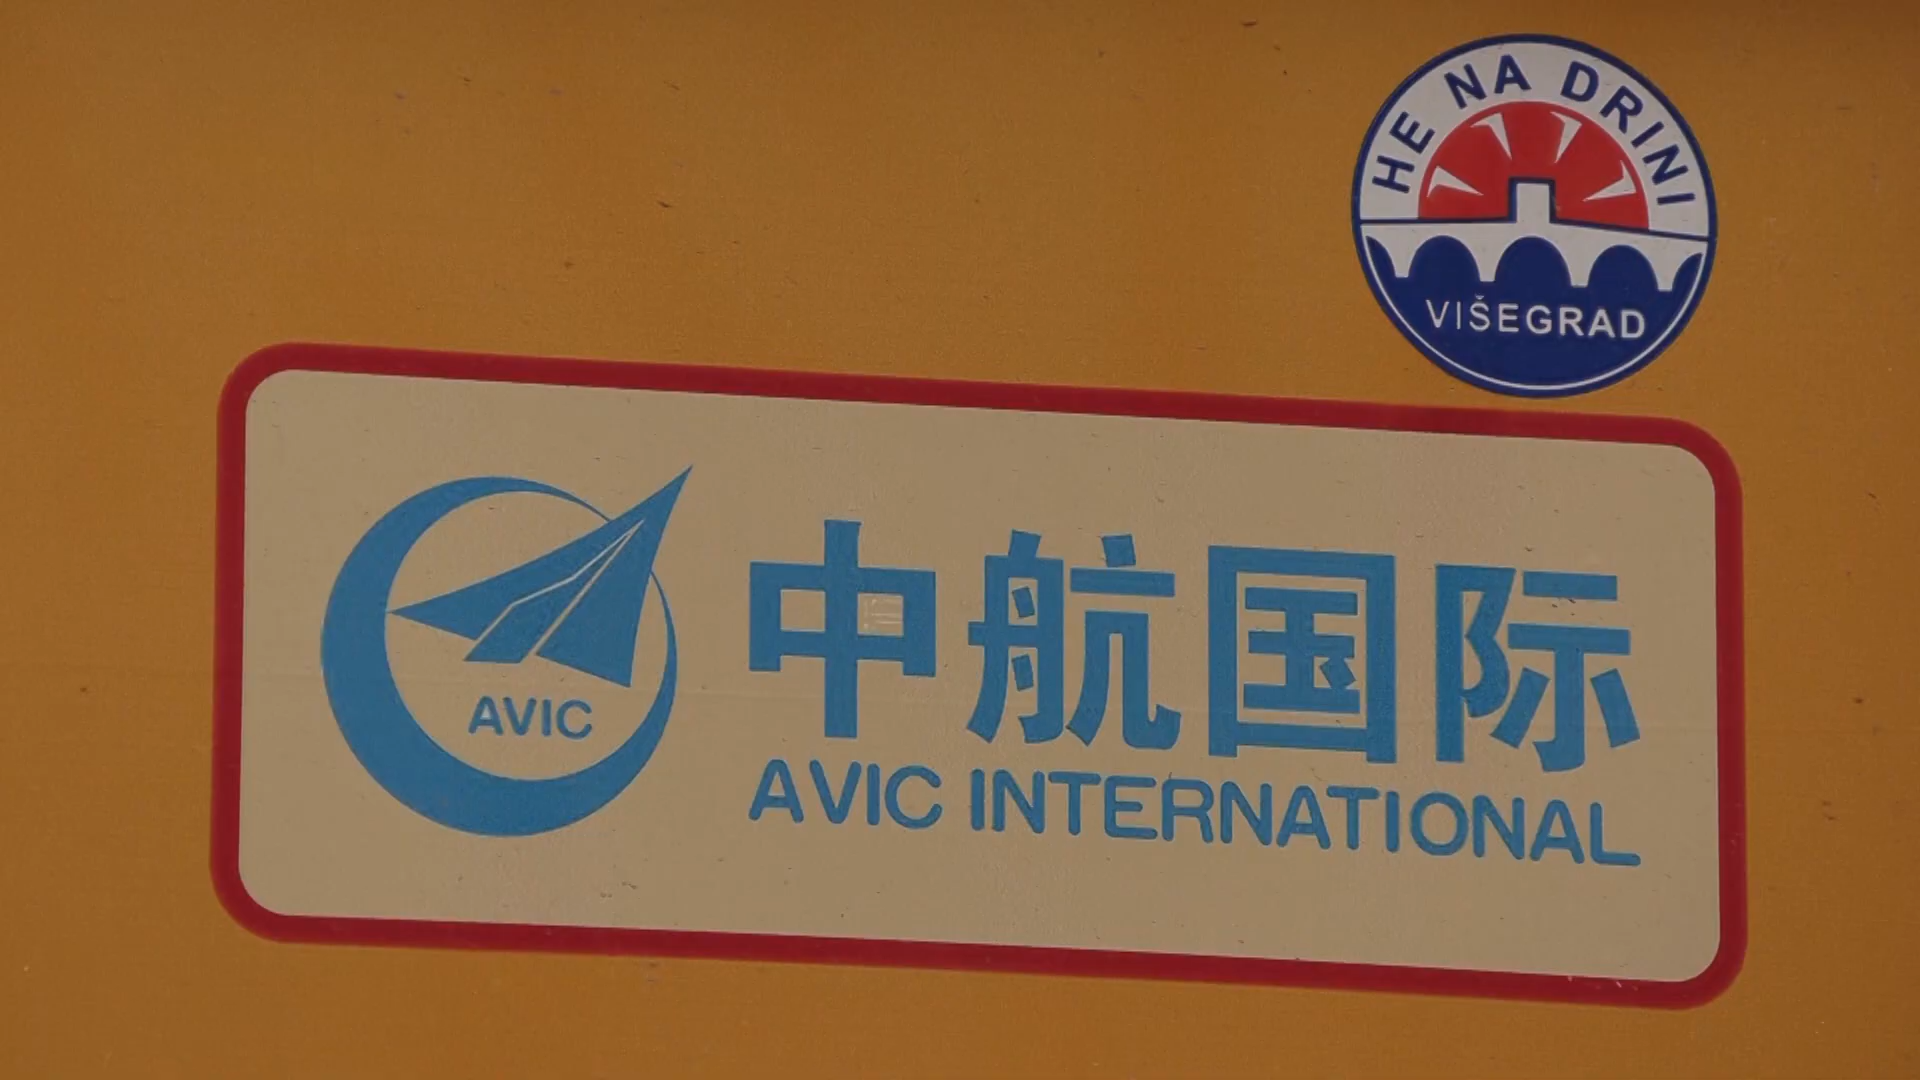 HE NA DRINI
VIŠEGRAD
AVIC
中航国际
AVIC INTERNATIONAL